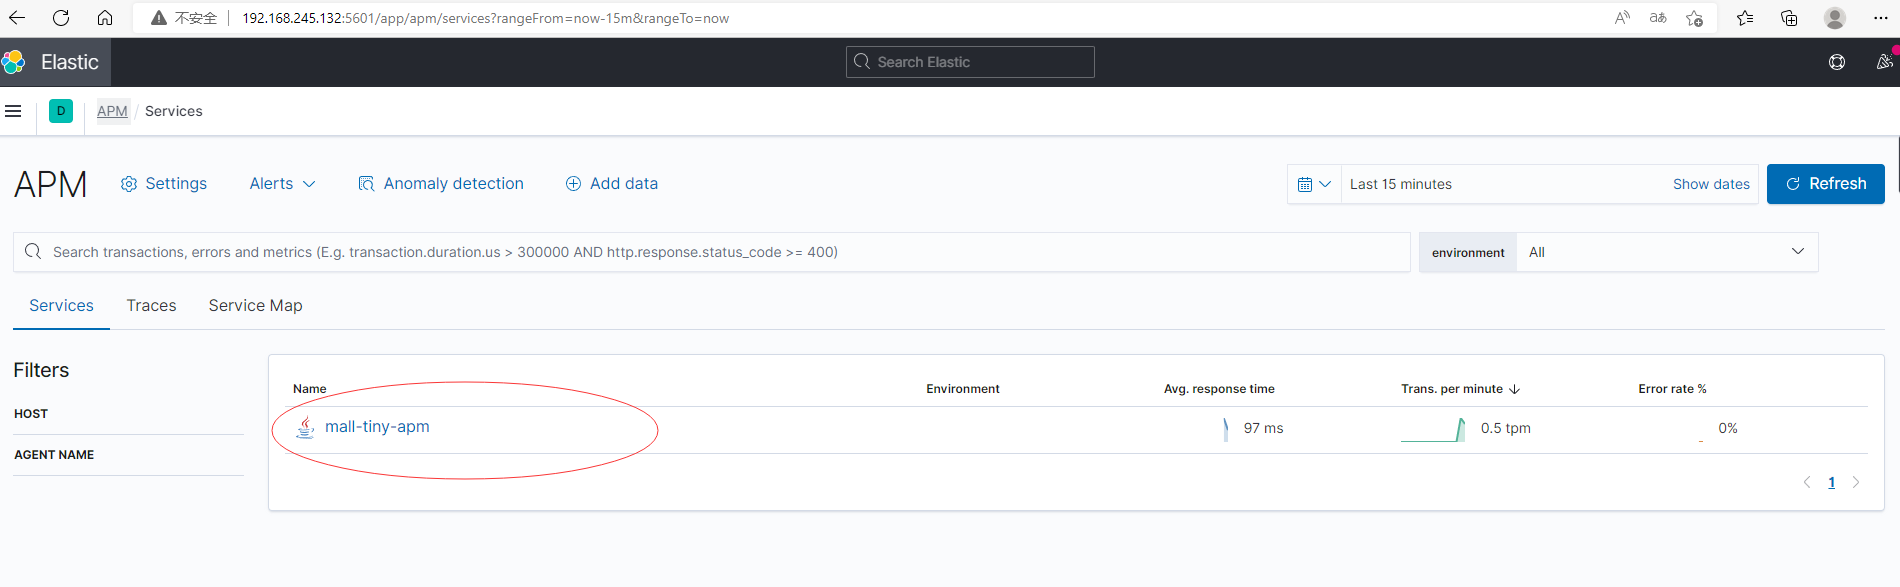 不安全 192.168.245.132:5601/app/apm/services?rangeFrom=now-15m&rangeTo=now
Elastic Search Elastic
D APM / Services
APM Settings Alerts Anomaly detection Add data Last 15 minutes Show dates Refresh
Search transactions, errors and metrics (E.g. transaction.duration.us > 300000 AND http.response.status_code >= 400) environment All
Services Traces Service Map
Filters
HOST
AGENT NAME
Name Environment Avg. response time Trans. per minute Error rate %
mall-tiny-apm 97 ms 0.5 tpm 0%
1